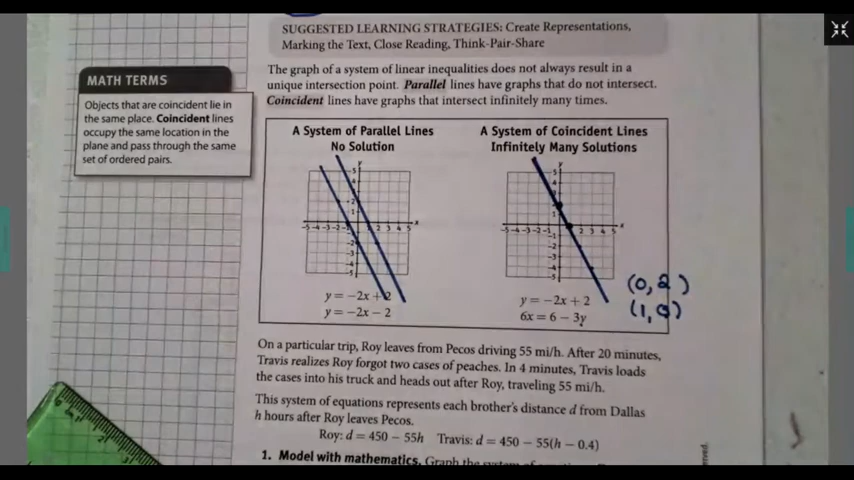 SUGGESTED LEARNING STRATEGIES: Create Representations,
Marking the Text, Close Reading, Think-Pair-Share
The graph of a system of linear inequalities does not always result in a
unique intersection point. Parallel lines have graphs that do not intersect.
Coincident lines have graphs that intersect infinitely many times.
MATH TERMS
Objects that are coincident lie in
the same place. Coincident lines
occupy the same location in the
plane and pass through the same
set of ordered pairs.
A System of Parallel Lines
No Solution
y = −2x + 2
y = −2x − 2
A System of Coincident Lines
Infinitely Many Solutions
y = −2x + 2
6x = 6 − 3y
(0, 2)
(1, 0)
On a particular trip, Roy leaves from Pecos driving 55 mi/h. After 20 minutes,
Travis realizes Roy forgot two cases of peaches. In 4 minutes, Travis loads
the cases into his truck and heads out after Roy, traveling 55 mi/h.
This system of equations represents each brother's distance d from Dallas
h hours after Roy leaves Pecos.
Roy: d = 450 − 55h Travis: d = 450 − 55(h − 0.4)
1. Model with mathematics. Graph the